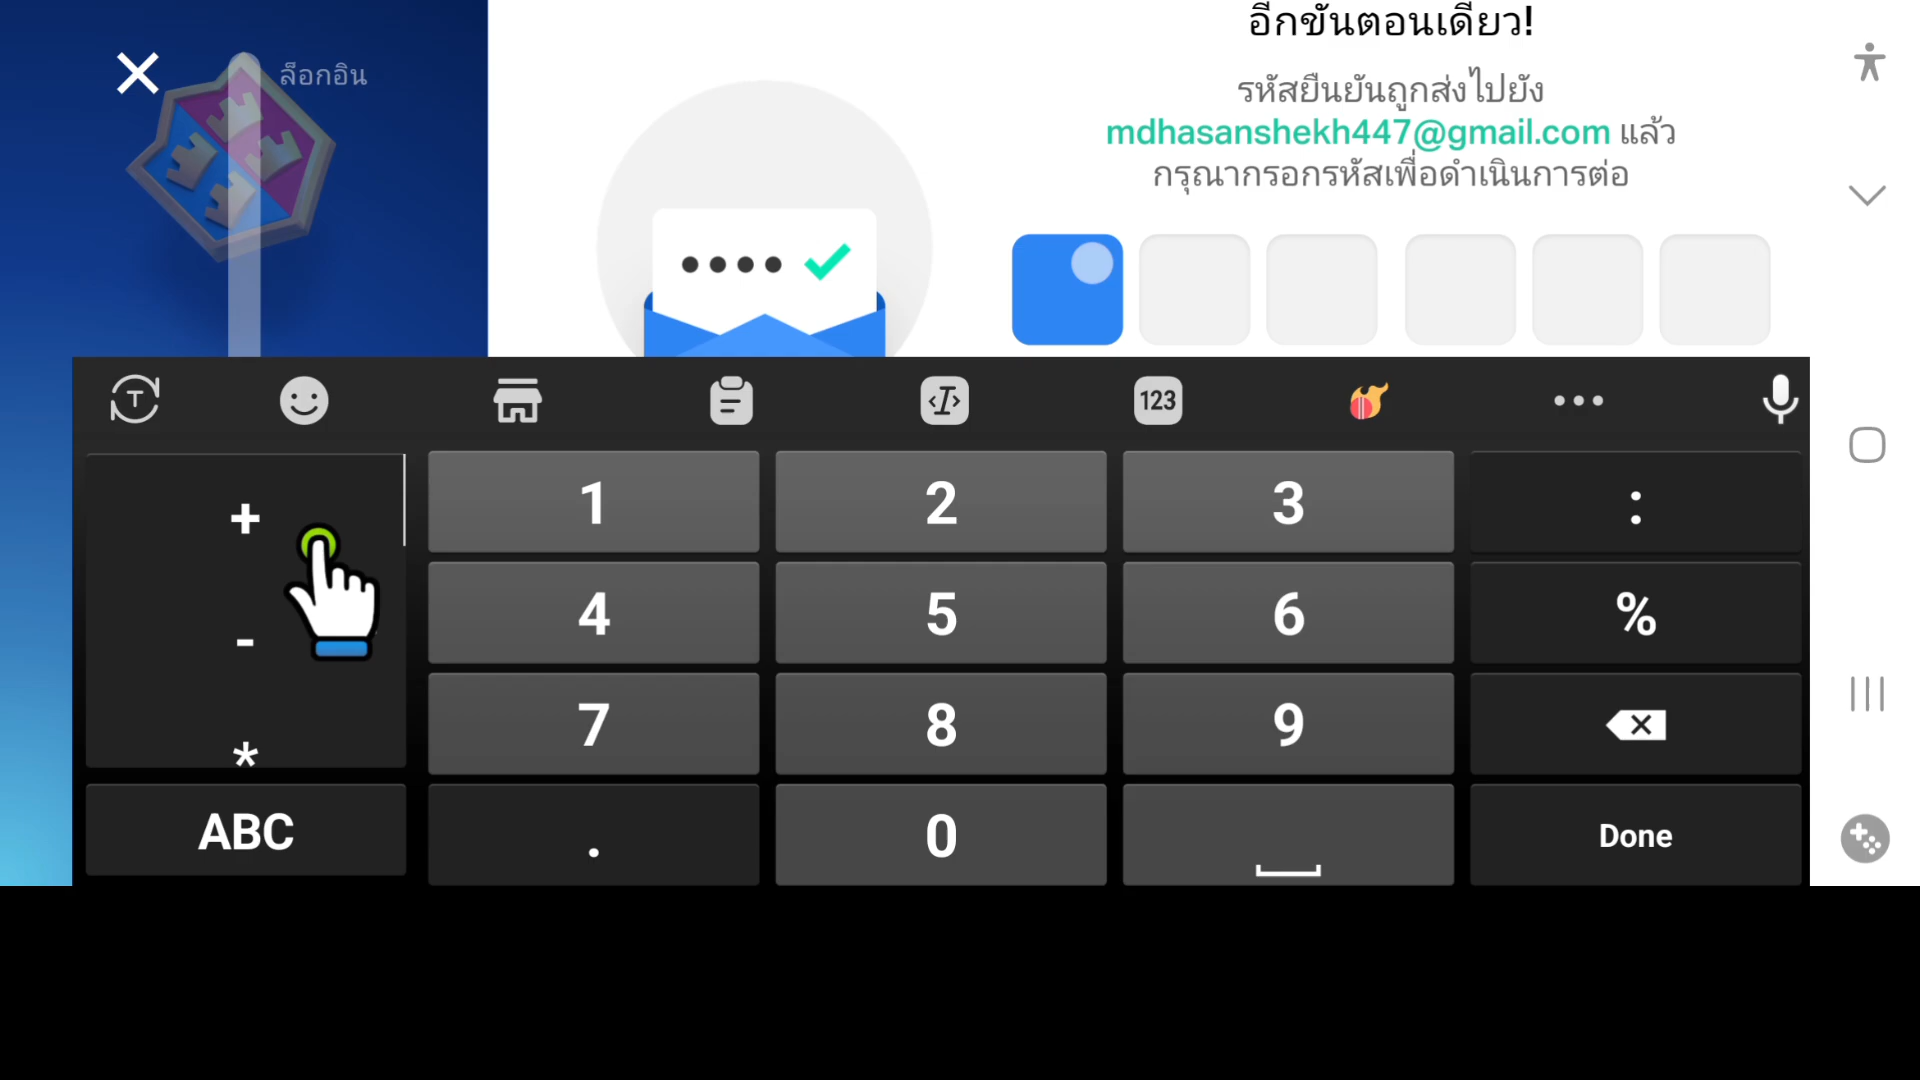 ล็อกอิน
อีกขั้นตอนเดียว!
รหัสยืนยันถูกส่งไปยัง
mdhasanshekh447@gmail.com แล้ว
กรุณากรอกรหัสเพื่อดำเนินการต่อ
T
123
+ 1 2 3 :
- 4 5 6 %
* 7 8 9
ABC . 0 Done